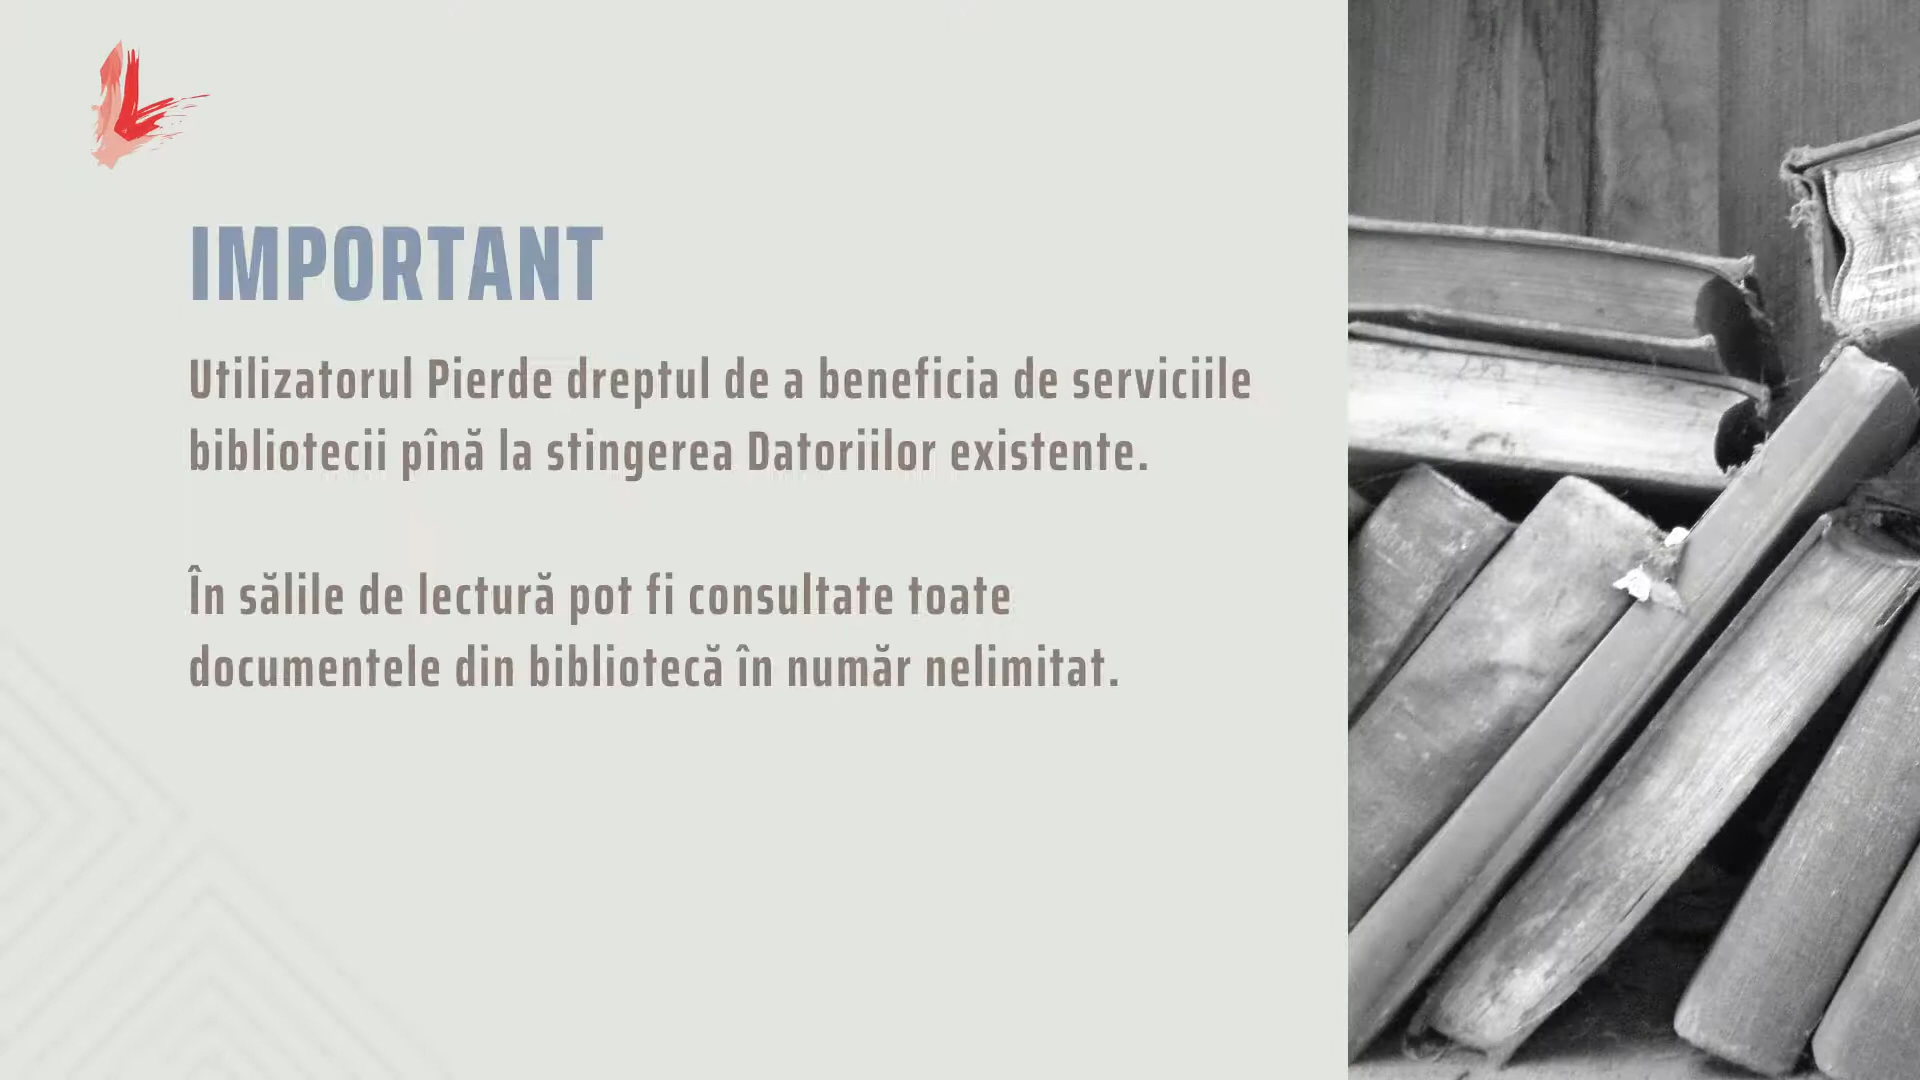 IMPORTANT
Utilizatorul Pierde dreptul de a beneficia de serviciile
bibliotecii pînă la stingerea Datoriilor existente.
În sălile de lectură pot fi consultate toate
documentele din bibliotecă în număr nelimitat.